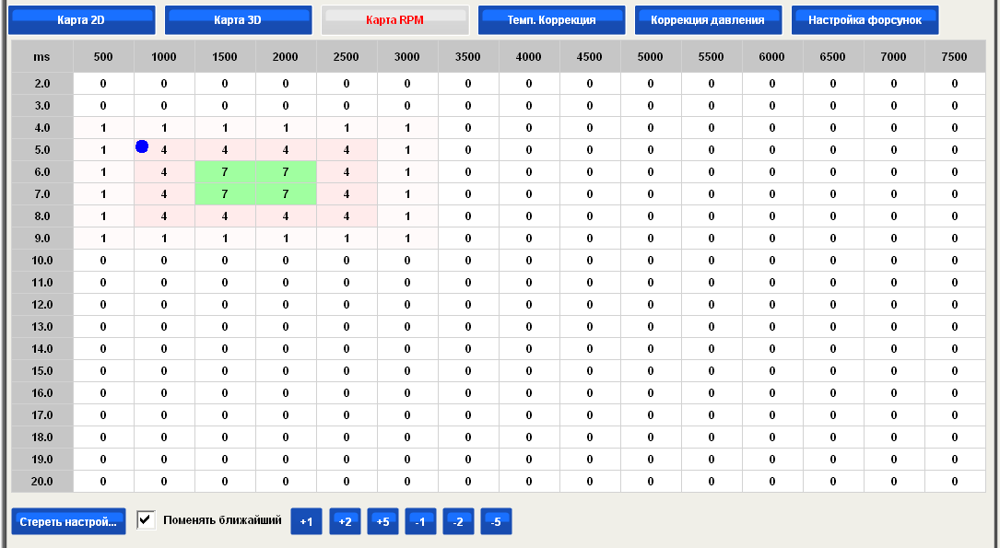 Карта 2D Карта 3D Карта RPM Темп. Коррекция Коррекция давления Настройка форсунок
ms 500 1000 1500 2000 2500 3000 3500 4000 4500 5000 5500 6000 6500 7000 7500
2.0 0 0 0 0 0 0 0 0 0 0 0 0 0 0 0
3.0 0 0 0 0 0 0 0 0 0 0 0 0 0 0 0
4.0 1 1 1 1 1 1 0 0 0 0 0 0 0 0 0
5.0 1 4 4 4 4 1 0 0 0 0 0 0 0 0 0
6.0 1 4 7 7 4 1 0 0 0 0 0 0 0 0 0
7.0 1 4 7 7 4 1 0 0 0 0 0 0 0 0 0
8.0 1 4 4 4 4 1 0 0 0 0 0 0 0 0 0
9.0 1 1 1 1 1 1 0 0 0 0 0 0 0 0 0
10.0 0 0 0 0 0 0 0 0 0 0 0 0 0 0 0
11.0 0 0 0 0 0 0 0 0 0 0 0 0 0 0 0
12.0 0 0 0 0 0 0 0 0 0 0 0 0 0 0 0
13.0 0 0 0 0 0 0 0 0 0 0 0 0 0 0 0
14.0 0 0 0 0 0 0 0 0 0 0 0 0 0 0 0
15.0 0 0 0 0 0 0 0 0 0 0 0 0 0 0 0
16.0 0 0 0 0 0 0 0 0 0 0 0 0 0 0 0
17.0 0 0 0 0 0 0 0 0 0 0 0 0 0 0 0
18.0 0 0 0 0 0 0 0 0 0 0 0 0 0 0 0
19.0 0 0 0 0 0 0 0 0 0 0 0 0 0 0 0
20.0 0 0 0 0 0 0 0 0 0 0 0 0 0 0 0
Стереть настрой... Поменять ближайший +1 +2 +5 -1 -2 -5